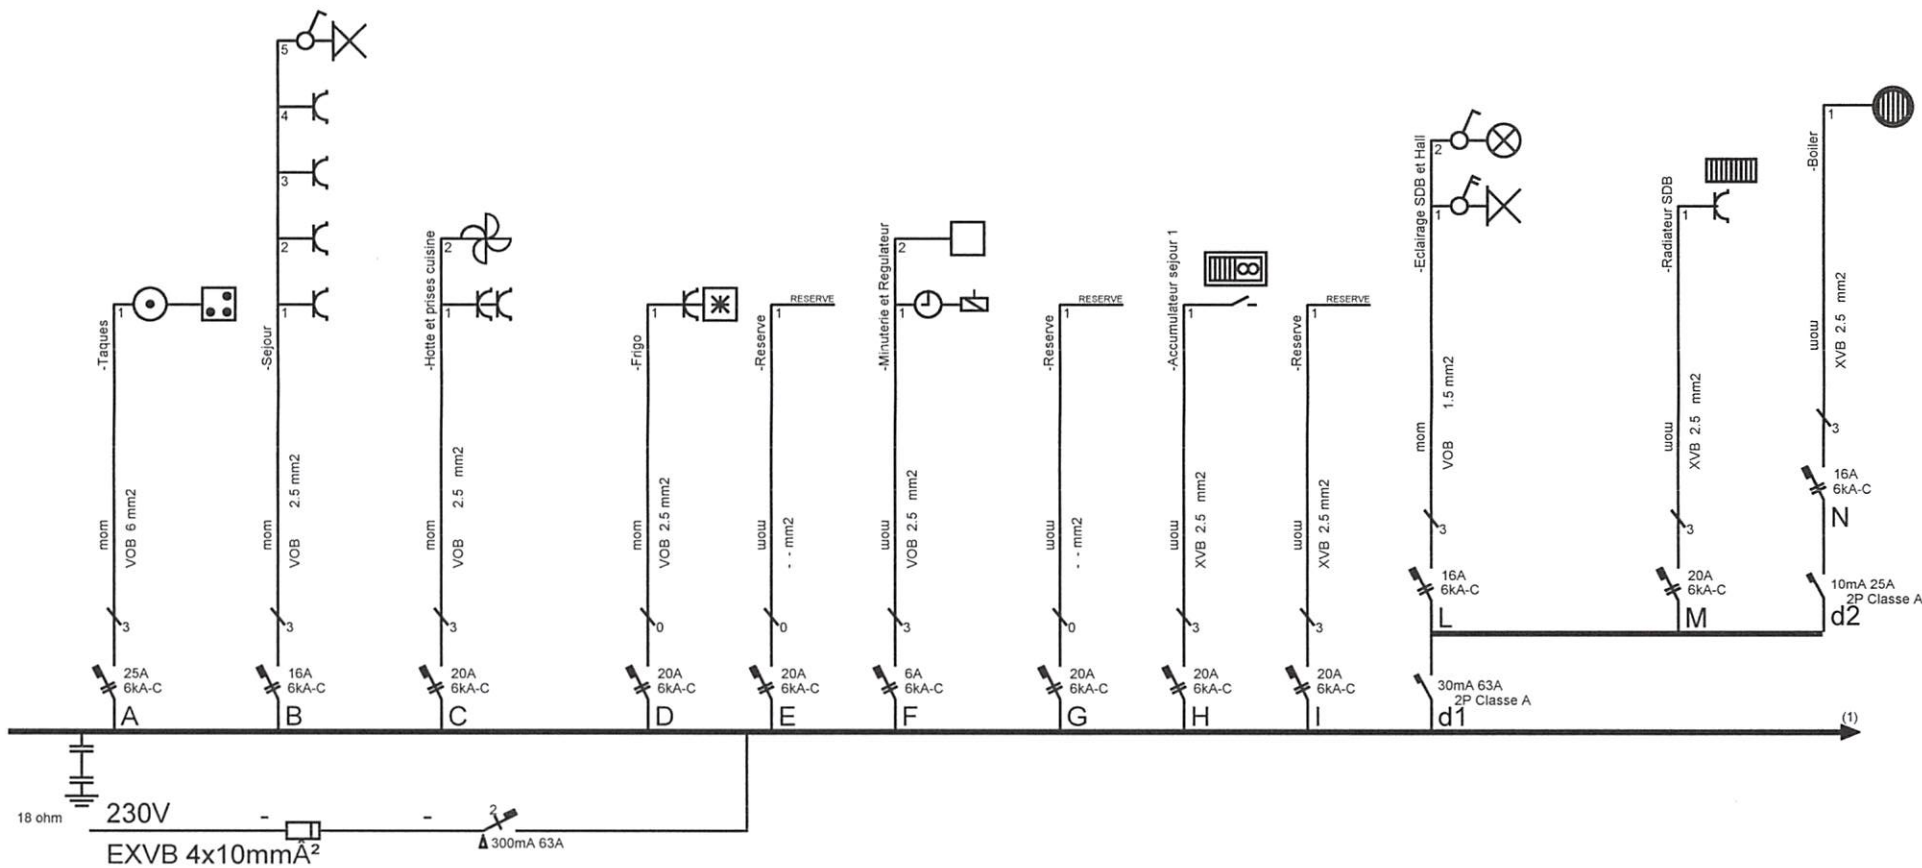 5
4
3
2
1
-Sejour
mom
VOB 2.5 mm2
3
16A
6kA-C
B
1
-Taques
mom
VOB 6 mm2
3
25A
6kA-C
A
2
1
-Hotte et prises cuisine
mom
VOB 2.5 mm2
3
20A
6kA-C
C
1
-Frigo
mom
VOB 2.5 mm2
0
20A
6kA-C
D
RESERVE
1
-Reserve
mom
- - mm2
0
20A
6kA-C
E
2
1
-Minuterie et Regulateur
mom
VOB 2.5 mm2
3
6A
6kA-C
F
RESERVE
1
-Reserve
mom
- - mm2
0
20A
6kA-C
G
8
1
-Accumulateur sejour 1
mom
XVB 2.5 mm2
3
20A
6kA-C
H
RESERVE
1
-Reserve
mom
XVB 2.5 mm2
3
20A
6kA-C
I
2
1
-Eclairage SDB et Hall
mom
VOB 1.5 mm2
3
16A
6kA-C
L
30mA 63A
2P Classe A
d1
1
-Radiateur SDB
mom
XVB 2.5 mm2
3
20A
6kA-C
M
1
-Boiler
mom
XVB 2.5 mm2
3
16A
6kA-C
N
10mA 25A
2P Classe A
d2
(1)
18 ohm
230V - -
2
Δ 300mA 63A
EXVB 4x10mmÂ²